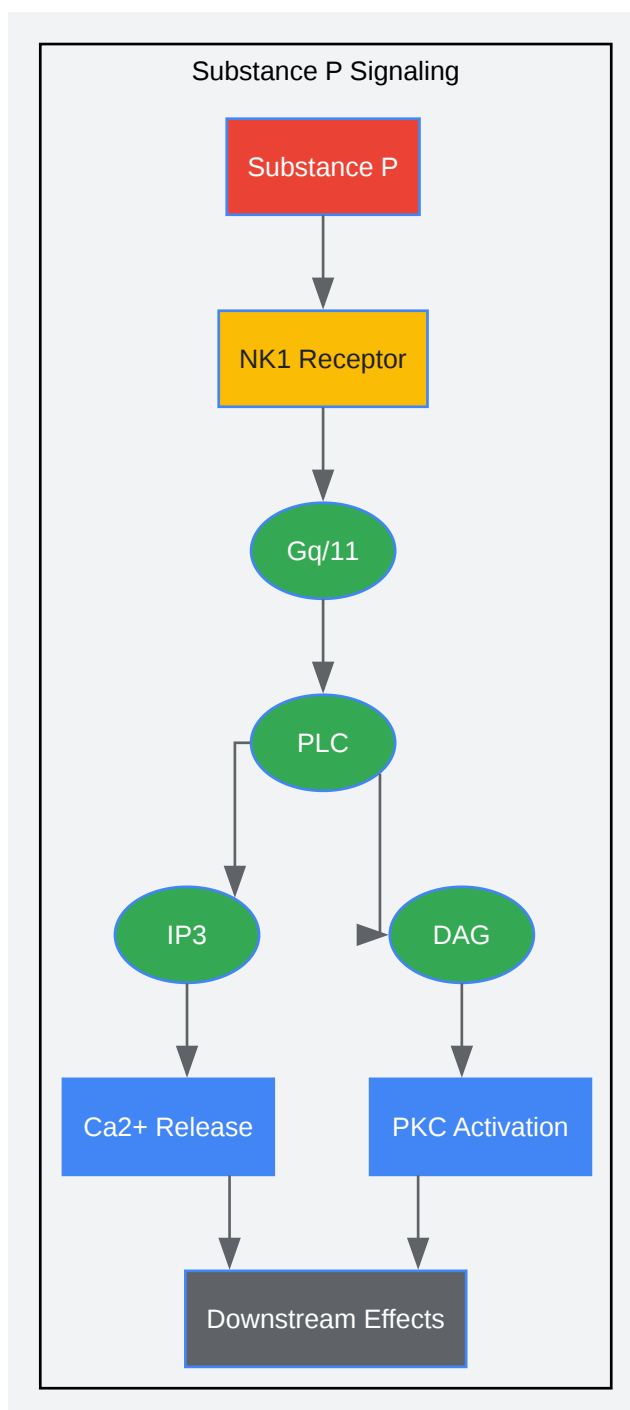 Substance P Signaling
Substance P
NK1 Receptor
Gq/11
PLC
IP3
DAG
Ca2+ Release
PKC Activation
Downstream Effects